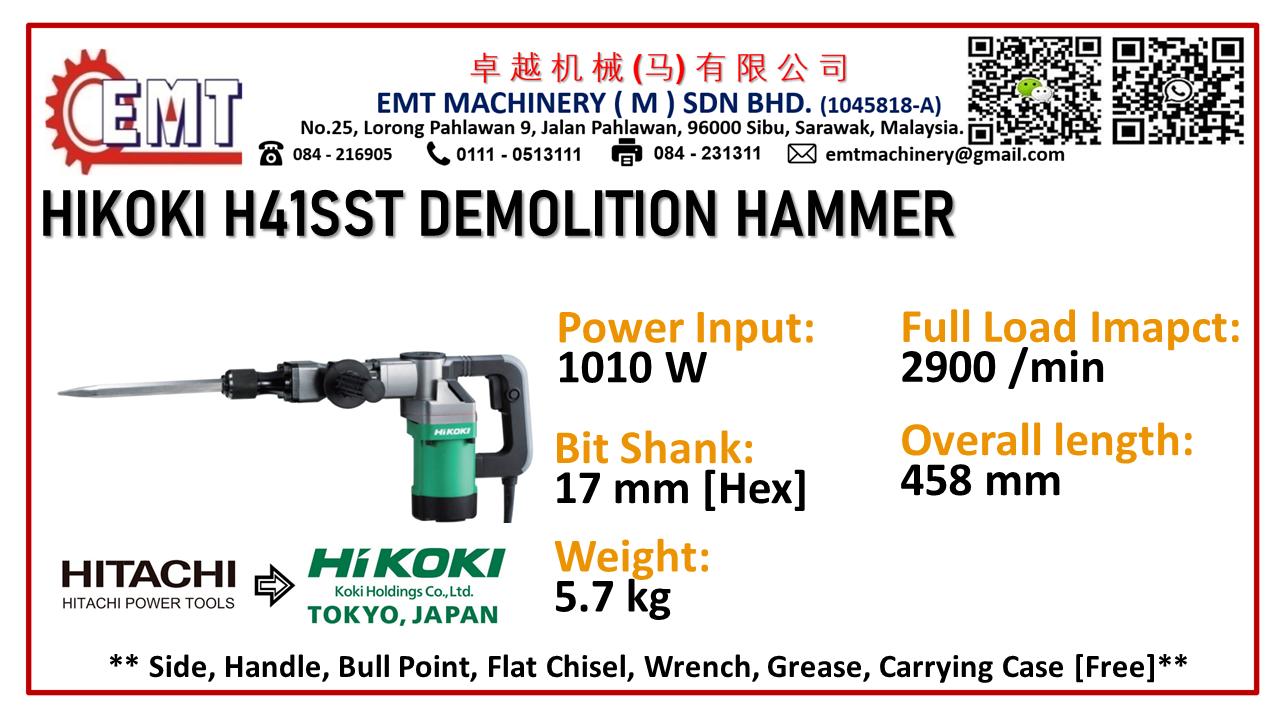 EMT
卓越机械(马)有限公司
EMT MACHINERY ( M ) SDN BHD. (1045818-A)
No.25, Lorong Pahlawan 9, Jalan Pahlawan, 96000 Sibu, Sarawak, Malaysia.
084 - 216905 0111 - 0513111 084 - 231311 emtmachinery@gmail.com
HIKOKI H41SST DEMOLITION HAMMER
Power Input:
1010 W
Full Load Imapct:
2900 /min
Bit Shank:
17 mm [Hex]
Overall length:
458 mm
Weight:
5.7 kg
HiKOKI
HITACHI
HITACHI POWER TOOLS
HiKOKI
Koki Holdings Co.,Ltd.
TOKYO, JAPAN
** Side, Handle, Bull Point, Flat Chisel, Wrench, Grease, Carrying Case [Free]**